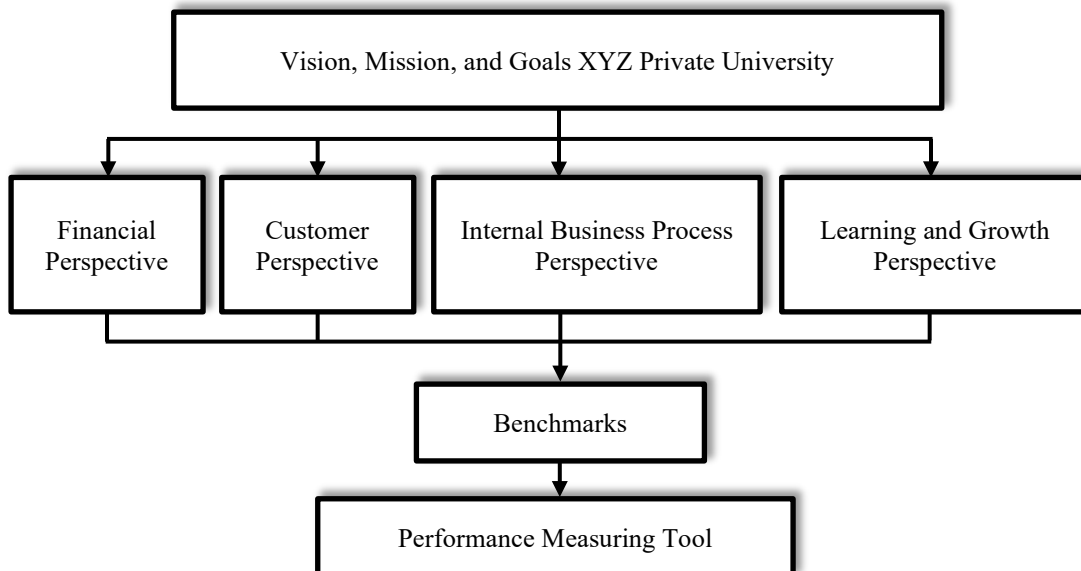 Vision, Mission, and Goals XYZ Private University
Financial
Perspective
Customer
Perspective
Internal Business Process
Perspective
Learning and Growth
Perspective
Benchmarks
Performance Measuring Tool